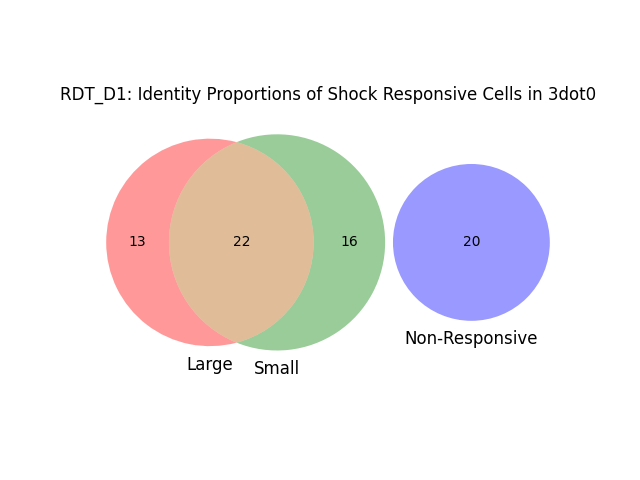 RDT_D1: Identity Proportions of Shock Responsive Cells in 3dot0
13
22
16
20
Non-Responsive
Large
Small